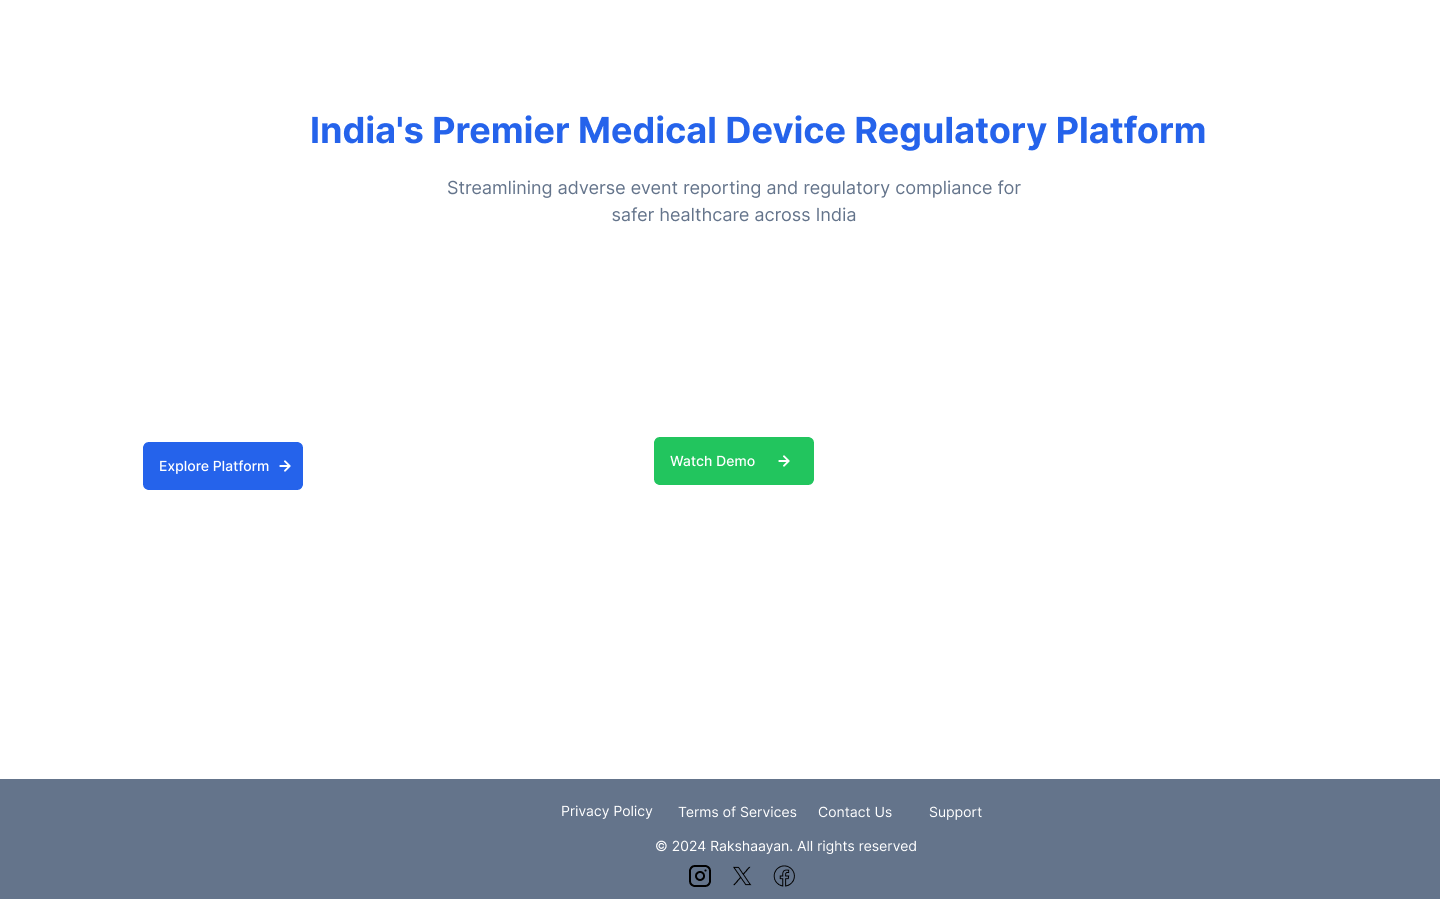 India's Premier Medical Device Regulatory Platform
Streamlining adverse event reporting and regulatory compliance for
safer healthcare across India
Explore Platform
Watch Demo
Privacy Policy
Terms of Services
Contact Us
Support
© 2024 Rakshaayan. All rights reserved